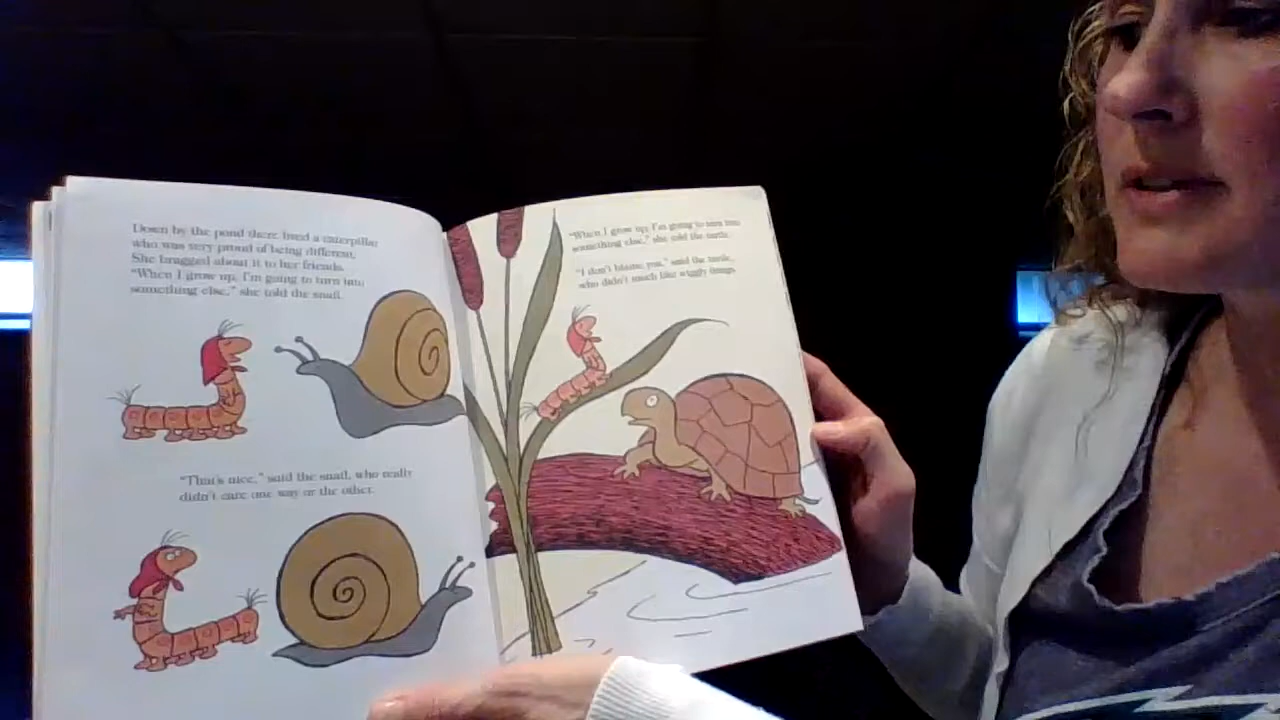 Down by the pond there lived a caterpillar
who was very proud of being different.
She bragged about it to her friends.
"When I grow up, I'm going to turn into
something else," she told the snail.
"That's nice," said the snail, who really
didn't care one way or the other.
"When I grow up, I'm going to turn into
something else," she told the turtle.
"I don't blame you," said the turtle,
who didn't much like wiggly things.